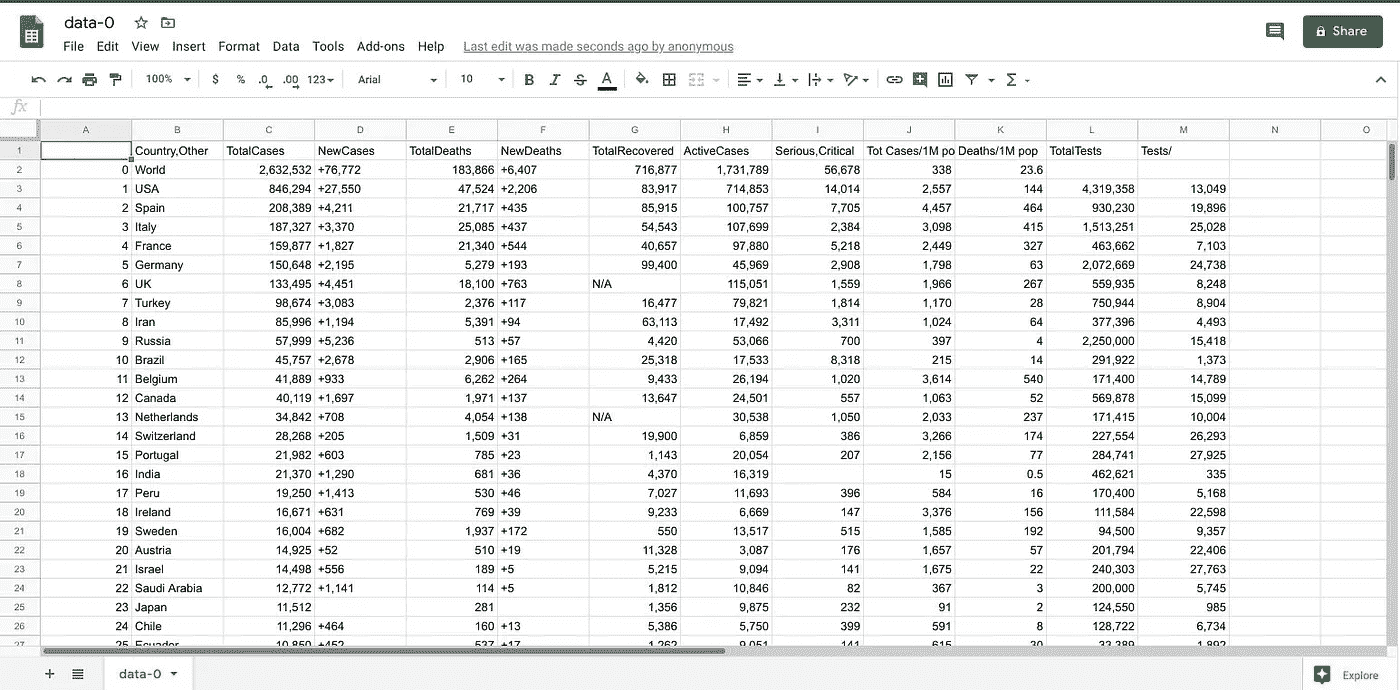 data-0
File Edit View Insert Format Data Tools Add-ons Help Last edit was made seconds ago by anonymous
Share
100% $ % .0 .00 123 Arial 10 B I S A
fx
A B C D E F G H I J K L M N O
1 Country,Other TotalCases NewCases TotalDeaths NewDeaths TotalRecovered ActiveCases Serious,Critical Tot Cases/1M po Deaths/1M pop TotalTests Tests/
2 0 World 2,632,532 +76,772 183,866 +6,407 716,877 1,731,789 56,678 338 23.6
3 1 USA 846,294 +27,550 47,524 +2,206 83,917 714,853 14,014 2,557 144 4,319,358 13,049
4 2 Spain 208,389 +4,211 21,717 +435 85,915 100,757 7,705 4,457 464 930,230 19,896
5 3 Italy 187,327 +3,370 25,085 +437 54,543 107,699 2,384 3,098 415 1,513,251 25,028
6 4 France 159,877 +1,827 21,340 +544 40,657 97,880 5,218 2,449 327 463,662 7,103
7 5 Germany 150,648 +2,195 5,279 +193 99,400 45,969 2,908 1,798 63 2,072,669 24,738
8 6 UK 133,495 +4,451 18,100 +763 N/A 115,051 1,559 1,966 267 559,935 8,248
9 7 Turkey 98,674 +3,083 2,376 +117 16,477 79,821 1,814 1,170 28 750,944 8,904
10 8 Iran 85,996 +1,194 5,391 +94 63,113 17,492 3,311 1,024 64 377,396 4,493
11 9 Russia 57,999 +5,236 513 +57 4,420 53,066 700 397 4 2,250,000 15,418
12 10 Brazil 45,757 +2,678 2,906 +165 25,318 17,533 8,318 215 14 291,922 1,373
13 11 Belgium 41,889 +933 6,262 +264 9,433 26,194 1,020 3,614 540 171,400 14,789
14 12 Canada 40,119 +1,697 1,971 +137 13,647 24,501 557 1,063 52 569,878 15,099
15 13 Netherlands 34,842 +708 4,054 +138 N/A 30,538 1,050 2,033 237 171,415 10,004
16 14 Switzerland 28,268 +205 1,509 +31 19,900 6,859 386 3,266 174 227,554 26,293
17 15 Portugal 21,982 +603 785 +23 1,143 20,054 207 2,156 77 284,741 27,925
18 16 India 21,370 +1,290 681 +36 4,370 16,319 15 0.5 462,621 335
19 17 Peru 19,250 +1,413 530 +46 7,027 11,693 396 584 16 170,400 5,168
20 18 Ireland 16,671 +631 769 +39 9,233 6,669 147 3,376 156 111,584 22,598
21 19 Sweden 16,004 +682 1,937 +172 550 13,517 515 1,585 192 94,500 9,357
22 20 Austria 14,925 +52 510 +19 11,328 3,087 176 1,657 57 201,794 22,406
23 21 Israel 14,498 +556 189 +5 5,215 9,094 141 1,675 22 240,303 27,763
24 22 Saudi Arabia 12,772 +1,141 114 +5 1,812 10,846 82 367 3 200,000 5,745
25 23 Japan 11,512 281 1,356 9,875 232 91 2 124,550 985
26 24 Chile 11,296 +464 160 +13 5,386 5,750 399 591 8 128,722 6,734
27 25 Ecuador 10,850 +452 537 +17 1,262 9,051 141 615 30 33,389 1,892
data-0
Explore